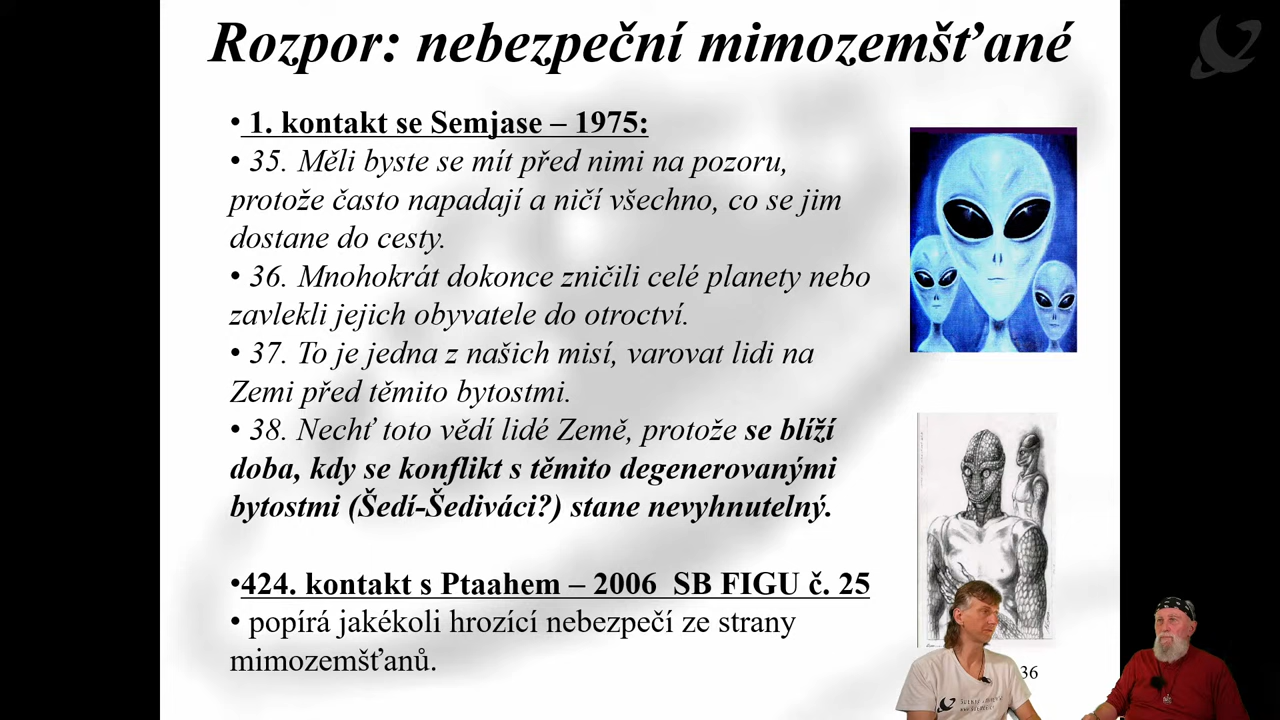 Rozpor: nebezpeční mimozemšťané
• 1. kontakt se Semjase – 1975:
• 35. Měli byste se mít před nimi na pozoru,
protože často napadají a ničí všechno, co se jim
dostane do cesty.
• 36. Mnohokrát dokonce zničili celé planety nebo
zavlekli jejich obyvatele do otroctví.
• 37. To je jedna z našich misí, varovat lidi na
Zemi před těmito bytostmi.
• 38. Nechť toto vědí lidé Země, protože se blíží
doba, kdy se konflikt s těmito degenerovanými
bytostmi (Šedí-Šediváci?) stane nevyhnutelný.
•424. kontakt s Ptaahem – 2006 SB FIGU č. 25
• popírá jakékoli hrozící nebezpečí ze strany
mimozemšťanů.
36